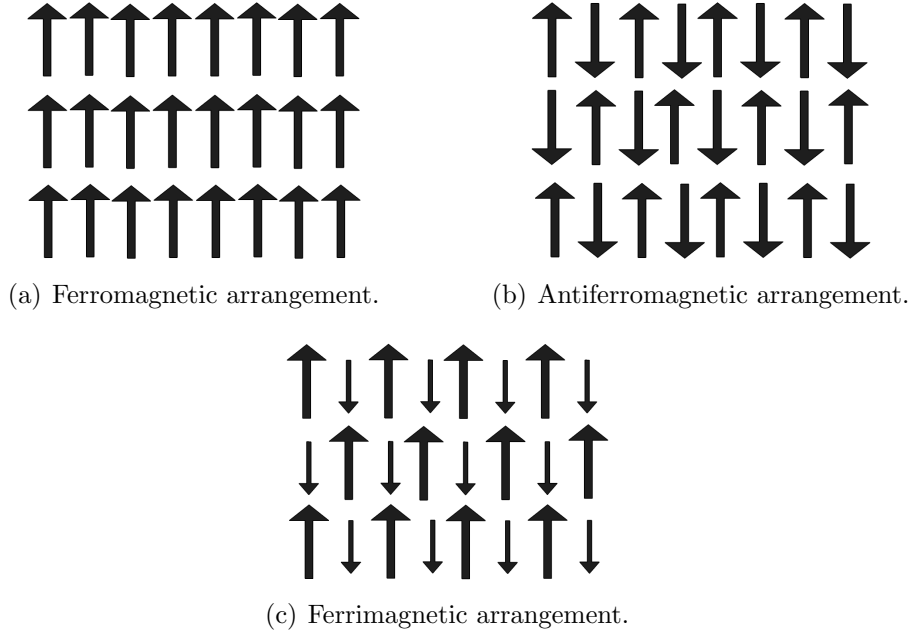 (a) Ferromagnetic arrangement.
(b) Antiferromagnetic arrangement.
(c) Ferrimagnetic arrangement.